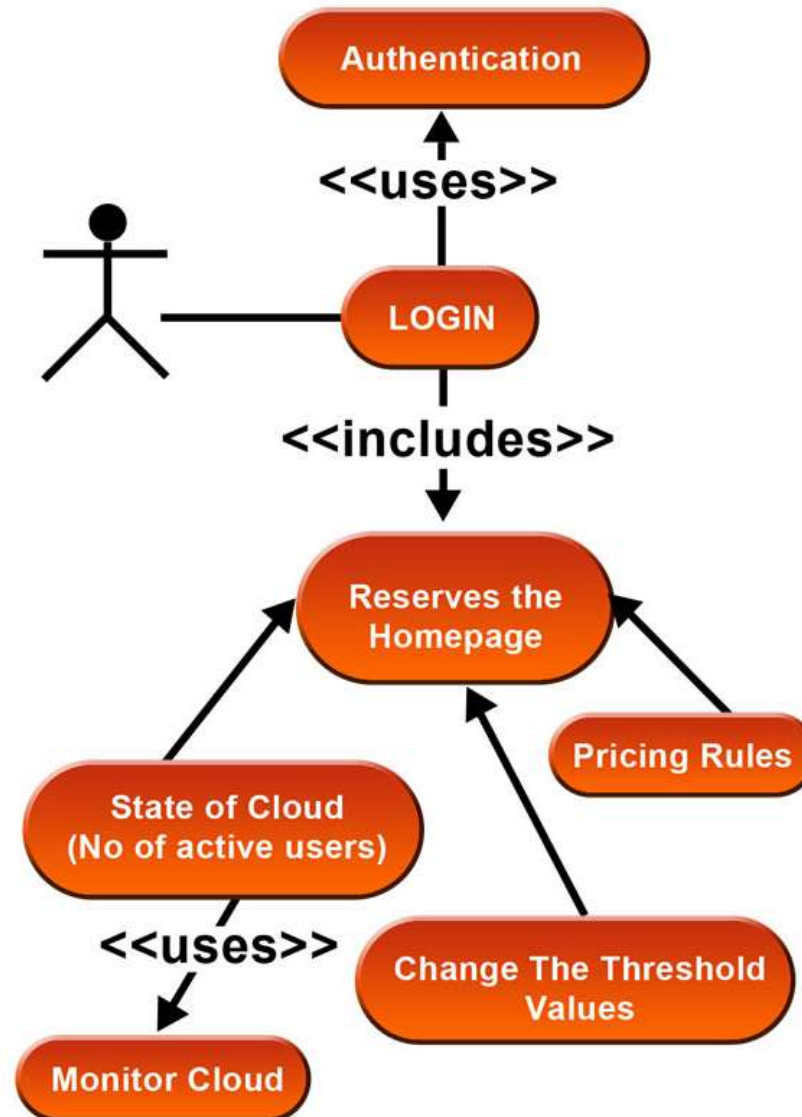 Authentication
<<uses>>
LOGIN
<<includes>>
Reserves the
Homepage
Pricing Rules
State of Cloud
(No of active users)
<<uses>>
Change The Threshold
Values
Monitor Cloud